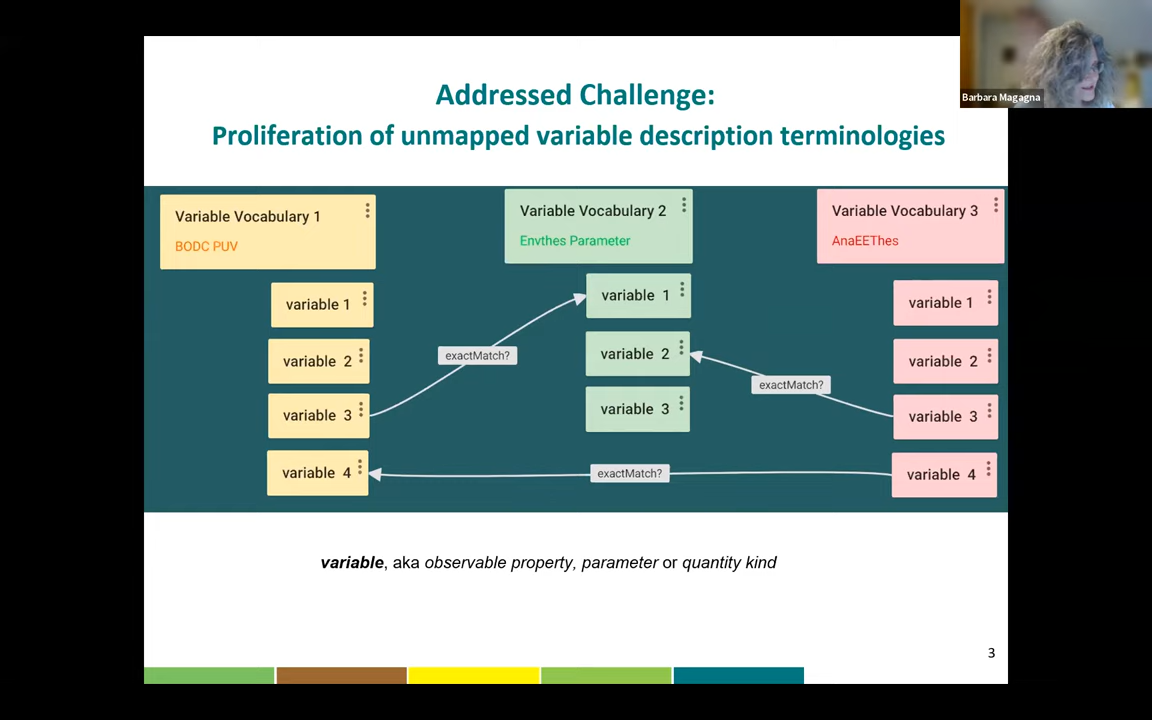 Barbara Magagna
Addressed Challenge:
Proliferation of unmapped variable description terminologies
Variable Vocabulary 1
BODC PUV
variable 1
variable 2
variable 3
variable 4
Variable Vocabulary 2
Envthes Parameter
variable 1
variable 2
variable 3
Variable Vocabulary 3
AnaEEThes
variable 1
variable 2
variable 3
variable 4
exactMatch?
exactMatch?
exactMatch?
variable, aka observable property, parameter or quantity kind
3